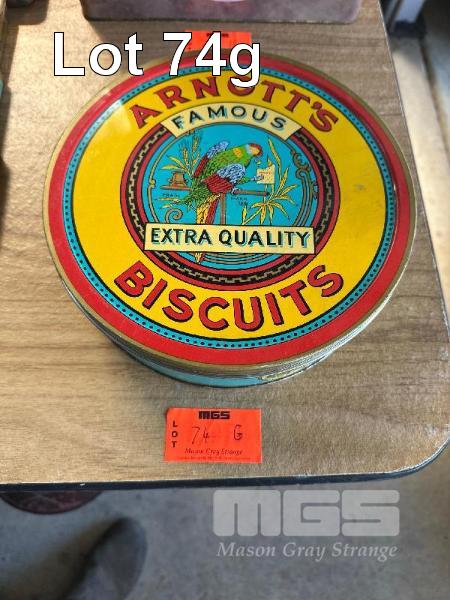 Lot 74g
ARNOTT'S
FAMOUS
EXTRA QUALITY
BISCUITS
MGS
LOT
74 G
Mason Gray Strange
MGS
Mason Gray Strange